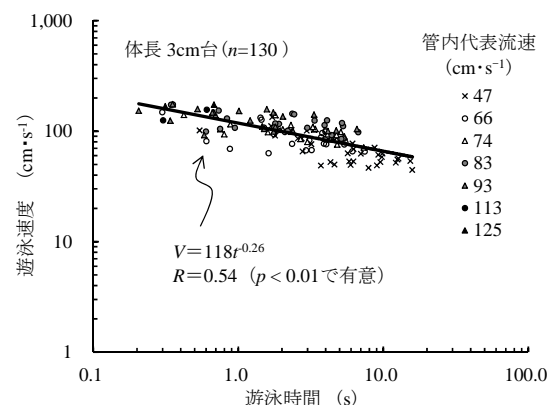 体長 3cm台(n=130 )
管内代表流速
(cm・s⁻¹)
47
66
74
83
93
113
125
遊泳速度 (cm・s⁻¹)
1,000
100
10
1
V=118t⁻⁰·²⁶
R=0.54 (p < 0.01で有意)
0.1
1.0
10.0
100.0
遊泳時間 (s)